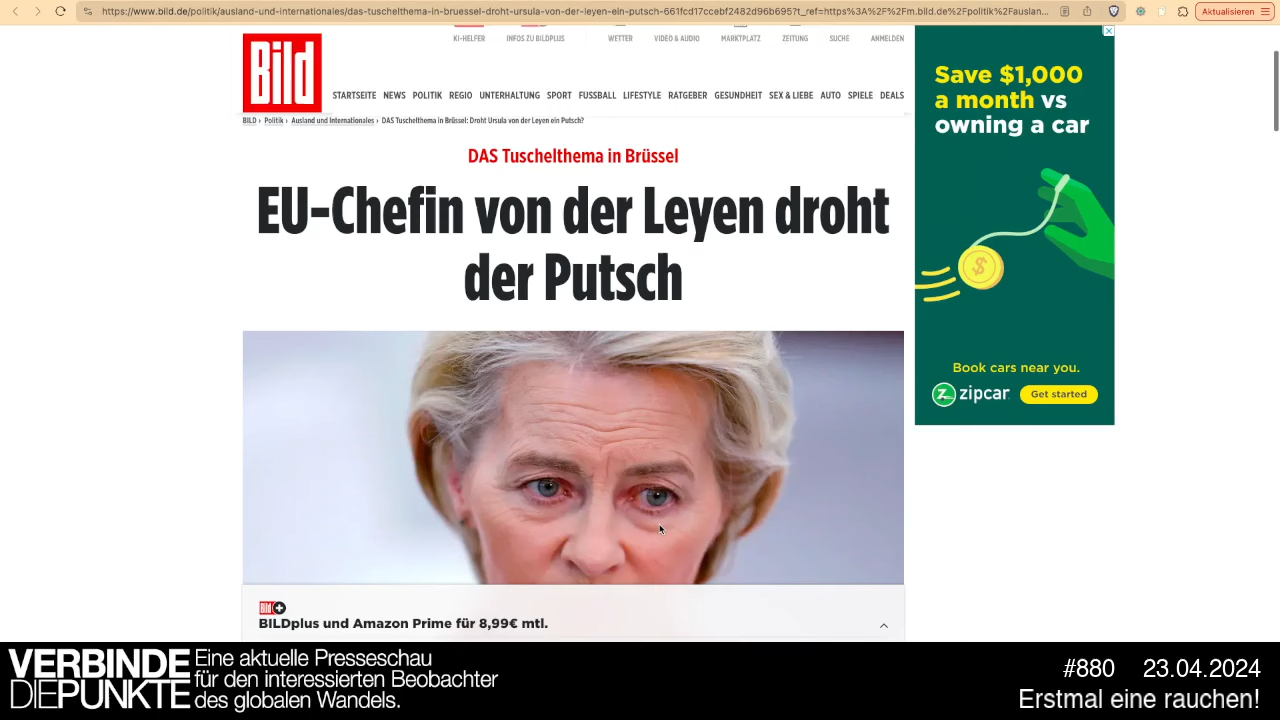 https://www.bild.de/politik/ausland-und-internationales/das-tuschelthema-in-bruessel-droht-ursula-von-der-leyen-ein-putsch-661fcd17ccebf2482d96b695?t_ref=https%3A%2F%2Fm.bild.de%2Fpolitik%2Fauslan...
Aktualisieren
KI-HELFER INFOS ZU BILDPLUS WETTER VIDEO & AUDIO MARKTPLATZ ZEITUNG SUCHE ANMELDEN
Bild
STARTSEITE NEWS POLITIK REGIO UNTERHALTUNG SPORT FUSSBALL LIFESTYLE RATGEBER GESUNDHEIT SEX & LIEBE AUTO SPIELE DEALS
BILD › Politik › Ausland und Internationales › DAS Tuschelthema in Brüssel: Droht Ursula von der Leyen ein Putsch?
DAS Tuschelthema in Brüssel
EU-Chefin von der Leyen droht
der Putsch
Save $1,000
a month vs
owning a car
$
Book cars near you.
Z zipcar
Get started
Bild+
BILDplus und Amazon Prime für 8,99€ mtl.
VERBINDE
DIEPUNKTE
Eine aktuelle Presseschau
für den interessierten Beobachter
des globalen Wandels.
#880 23.04.2024
Erstmal eine rauchen!